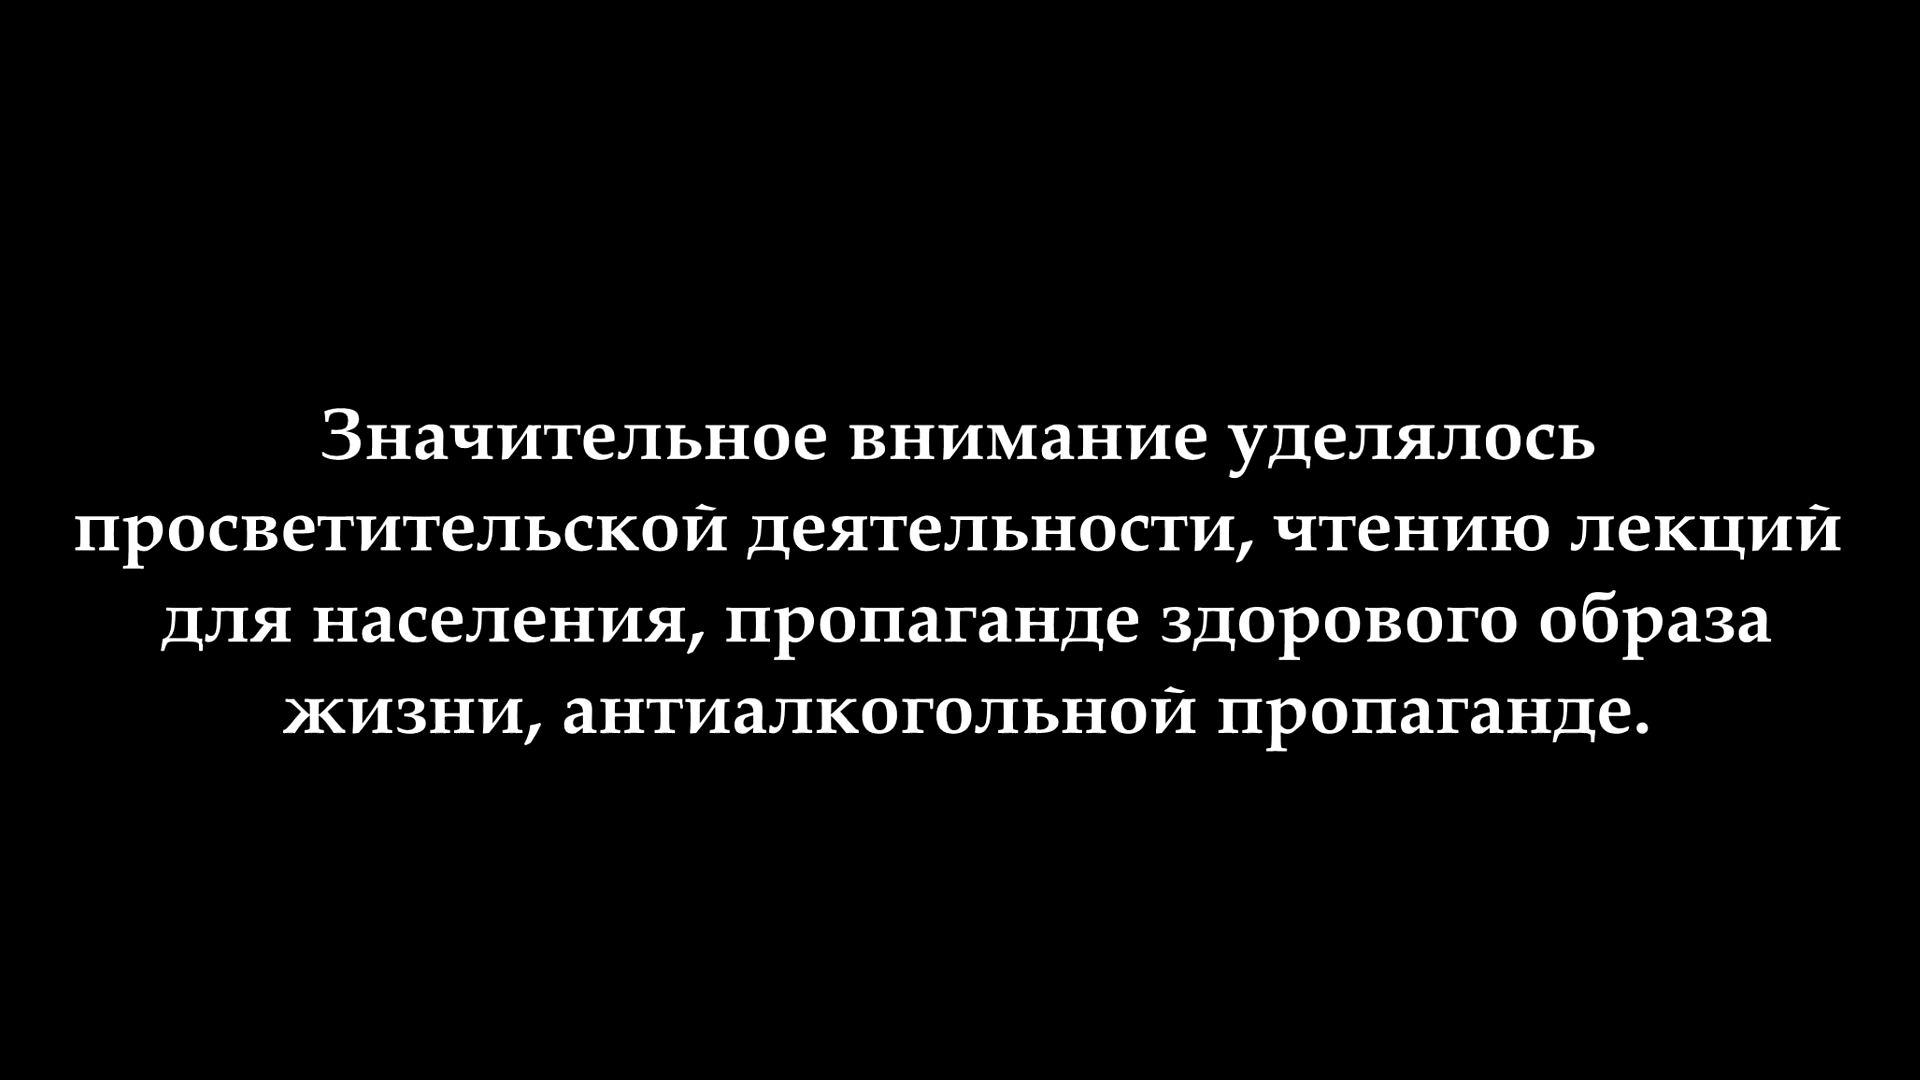 Значительное внимание уделялось
просветительской деятельности, чтению лекций
для населения, пропаганде здорового образа
жизни, антиалкогольной пропаганде.